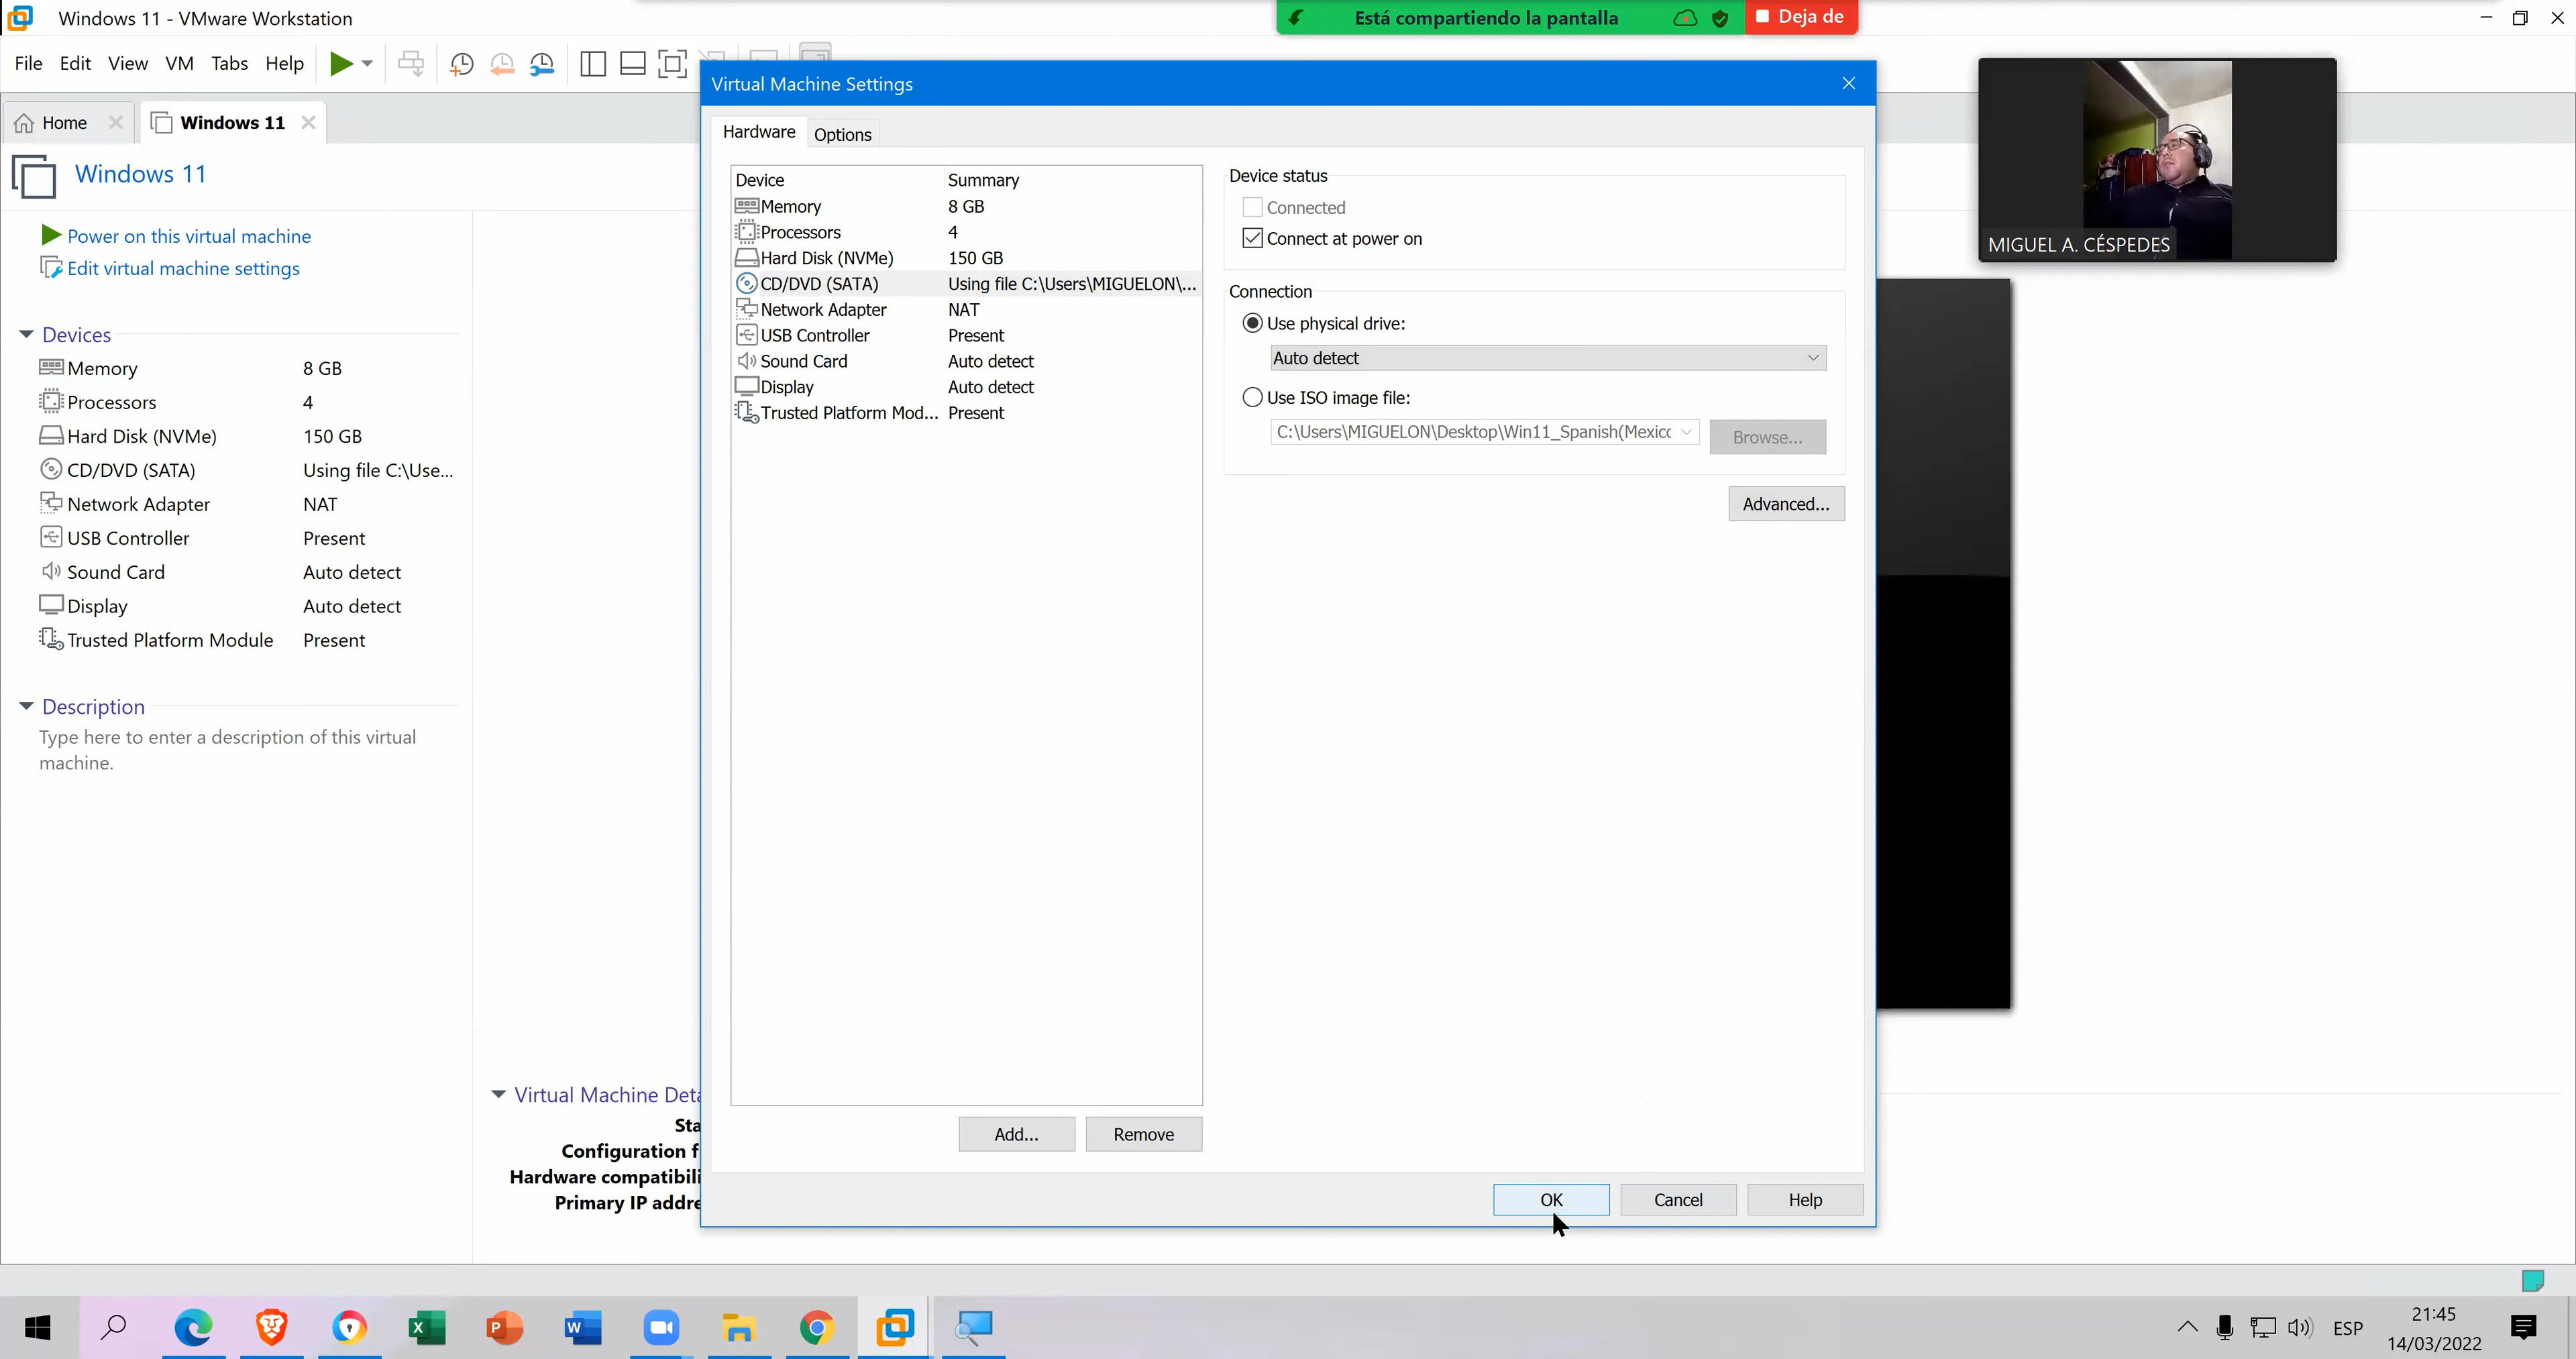 Windows 11 - VMware Workstation
Está compartiendo la pantalla
Deja de
File Edit View VM Tabs Help
Home
Windows 11
Windows 11
Power on this virtual machine
Edit virtual machine settings
Devices
Memory 8 GB
Processors 4
Hard Disk (NVMe) 150 GB
CD/DVD (SATA) Using file C:\Use...
Network Adapter NAT
USB Controller Present
Sound Card Auto detect
Display Auto detect
Trusted Platform Module Present
Description
Type here to enter a description of this virtual
machine.
Virtual Machine Deta
Sta
Configuration f
Hardware compatibili
Primary IP addre
Virtual Machine Settings
Hardware Options
Device Summary
Memory 8 GB
Processors 4
Hard Disk (NVMe) 150 GB
CD/DVD (SATA) Using file C:\Users\MIGUELON\...
Network Adapter NAT
USB Controller Present
Sound Card Auto detect
Display Auto detect
Trusted Platform Mod... Present
Add... Remove
Device status
Connected
Connect at power on
Connection
Use physical drive:
Auto detect
Use ISO image file:
C:\Users\MIGUELON\Desktop\Win11_Spanish(Mexic
Browse...
Advanced...
OK Cancel Help
MIGUEL A. CÉSPEDES
ESP
21:45
14/03/2022